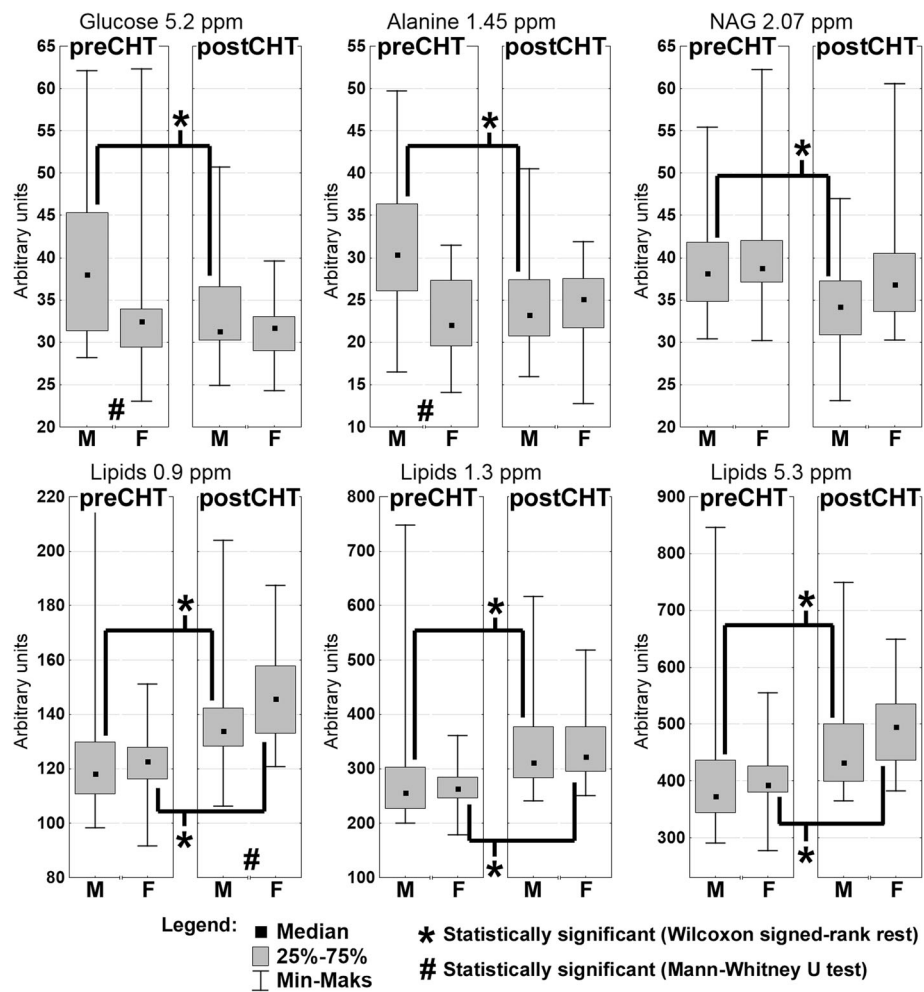 Glucose 5.2 ppm
Alanine 1.45 ppm
NAG 2.07 ppm
preCHT postCHT
preCHT postCHT
preCHT postCHT
Arbitrary units
65
60
55
50
45
40
35
30
25
20
*
#
M F M F
Arbitrary units
55
50
45
40
35
30
25
20
15
10
*
#
M F M F
Arbitrary units
65
60
55
50
45
40
35
30
25
20
*
M F M F
Lipids 0.9 ppm
Lipids 1.3 ppm
Lipids 5.3 ppm
preCHT postCHT
preCHT postCHT
preCHT postCHT
Arbitrary units
220
200
180
160
140
120
100
80
*
*
#
M F M F
Arbitrary units
800
700
600
500
400
300
200
100
*
*
M F M F
Arbitrary units
900
800
700
600
500
400
300
*
*
M F M F
Legend:
Median
25%-75%
Min-Maks
* Statistically significant (Wilcoxon signed-rank rest)
# Statistically significant (Mann-Whitney U test)